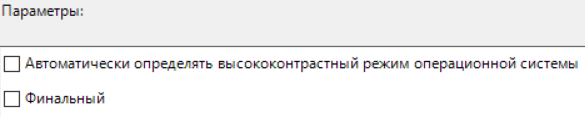 Параметры:
Автоматически определять высококонтрастный режим операционной системы
Финальный